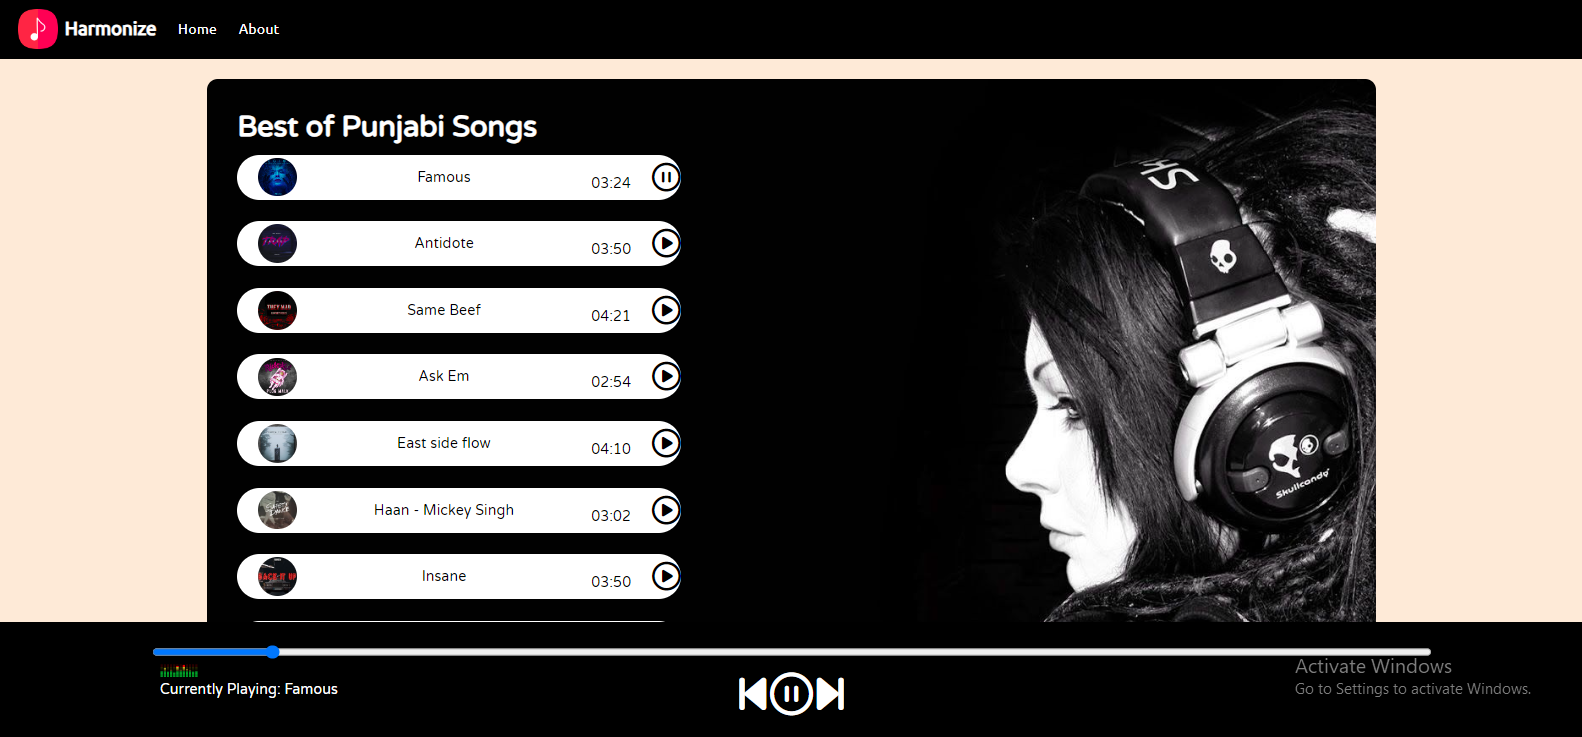 Harmonize Home About
Best of Punjabi Songs
Famous 03:24
Antidote 03:50
Same Beef 04:21
Ask Em 02:54
East side flow 04:10
Haan - Mickey Singh 03:02
Insane 03:50
SK
Skullcandy
Currently Playing: Famous
Activate Windows
Go to Settings to activate Windows.